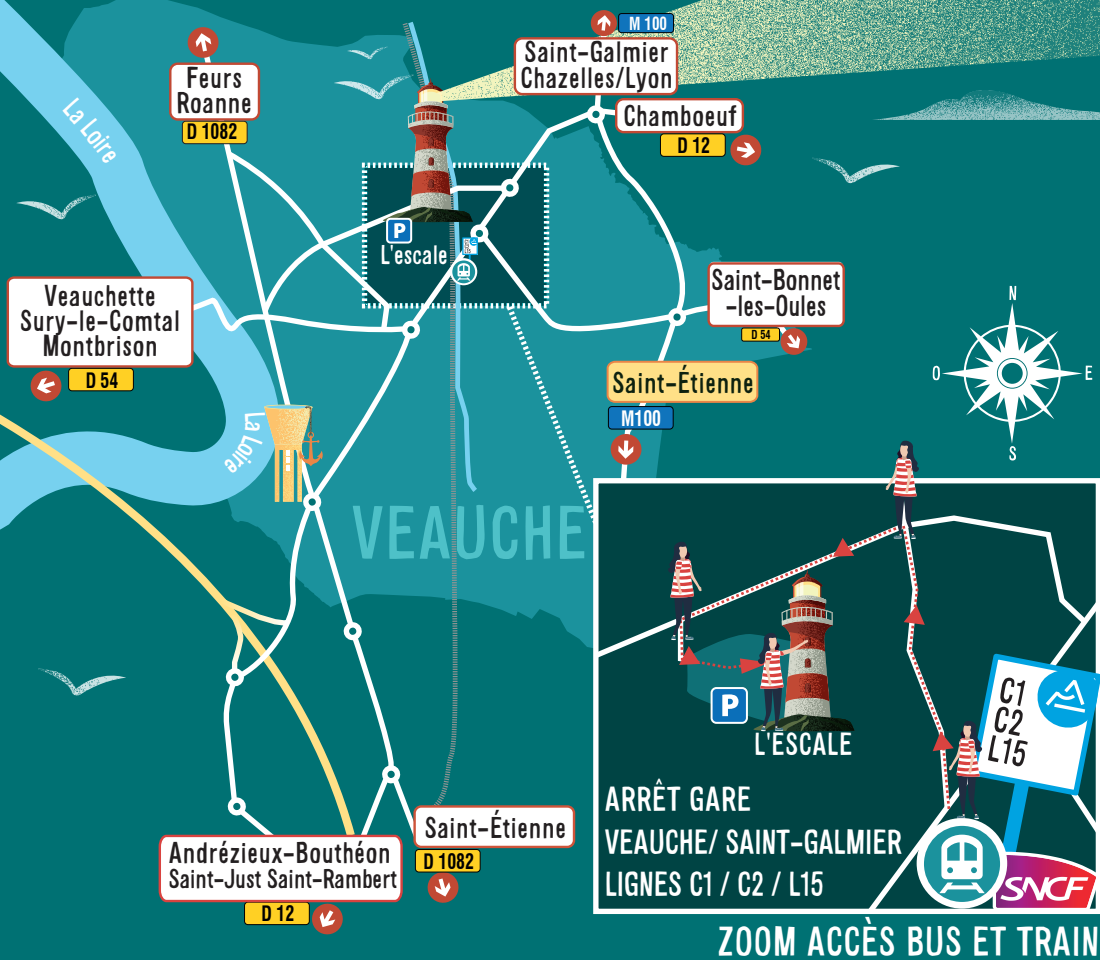 M 100
Saint-Galmier
Chazelles/Lyon
Feurs
Roanne
D 1082
Chamboeuf
D 12
La Loire
P
L'escale
Veauchette
Sury-le-Comtal
Montbrison
D 54
Saint-Bonnet
-les-Oules
D 54
Saint-Étienne
M100
N
O
E
S
La Loire
VEAUCHE
C1
C2
L15
P
L'ESCALE
ARRÊT GARE
VEAUCHE/ SAINT-GALMIER
LIGNES C1 / C2 / L15
SNCF
Saint-Étienne
D 1082
Andrézieux-Bouthéon
Saint-Just Saint-Rambert
D 12
ZOOM ACCÈS BUS ET TRAIN